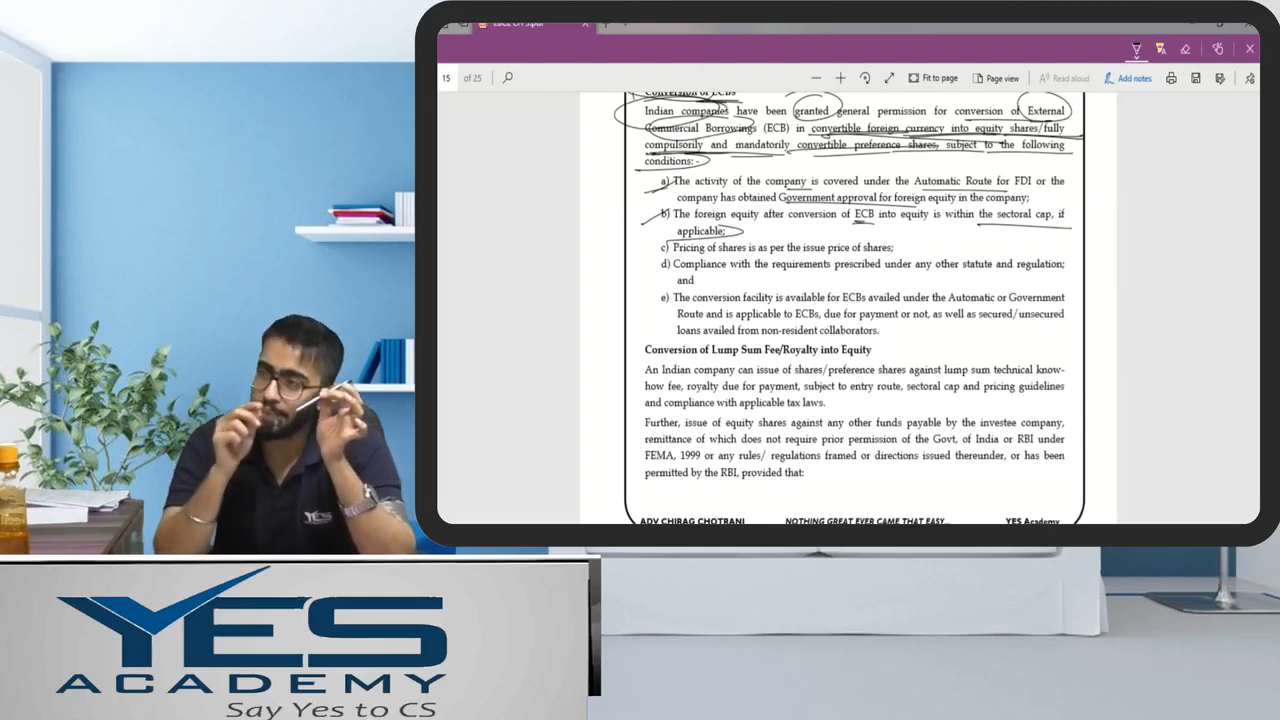 15 of 25
Fit to page
Page view
Read aloud
Add notes
Conversion of ECBs
Indian companies have been granted general permission for conversion of External
Commercial Borrowings (ECB) in convertible foreign currency into equity shares/fully
compulsorily and mandatorily convertible preference shares, subject to the following
conditions: -
a) The activity of the company is covered under the Automatic Route for FDI or the
company has obtained Government approval for foreign equity in the company;
b) The foreign equity after conversion of ECB into equity is within the sectoral cap, if
applicable;
c) Pricing of shares is as per the issue price of shares;
d) Compliance with the requirements prescribed under any other statute and regulation;
and
e) The conversion facility is available for ECBs availed under the Automatic or Government
Route and is applicable to ECBs, due for payment or not, as well as secured/unsecured
loans availed from non-resident collaborators.
Conversion of Lump Sum Fee/Royalty into Equity
An Indian company can issue of shares/preference shares against lump sum technical know-
how fee, royalty due for payment, subject to entry route, sectoral cap and pricing guidelines
and compliance with applicable tax laws.
Further, issue of equity shares against any other funds payable by the investee company,
remittance of which does not require prior permission of the Govt, of India or RBI under
FEMA, 1999 or any rules/ regulations framed or directions issued thereunder, or has been
permitted by the RBI, provided that:
ADV CHIRAG CHOTRANI NOTHING GREAT EVER CAME THAT EASY... YES Academy
YES
YES
ACADEMY
Say Yes to CS